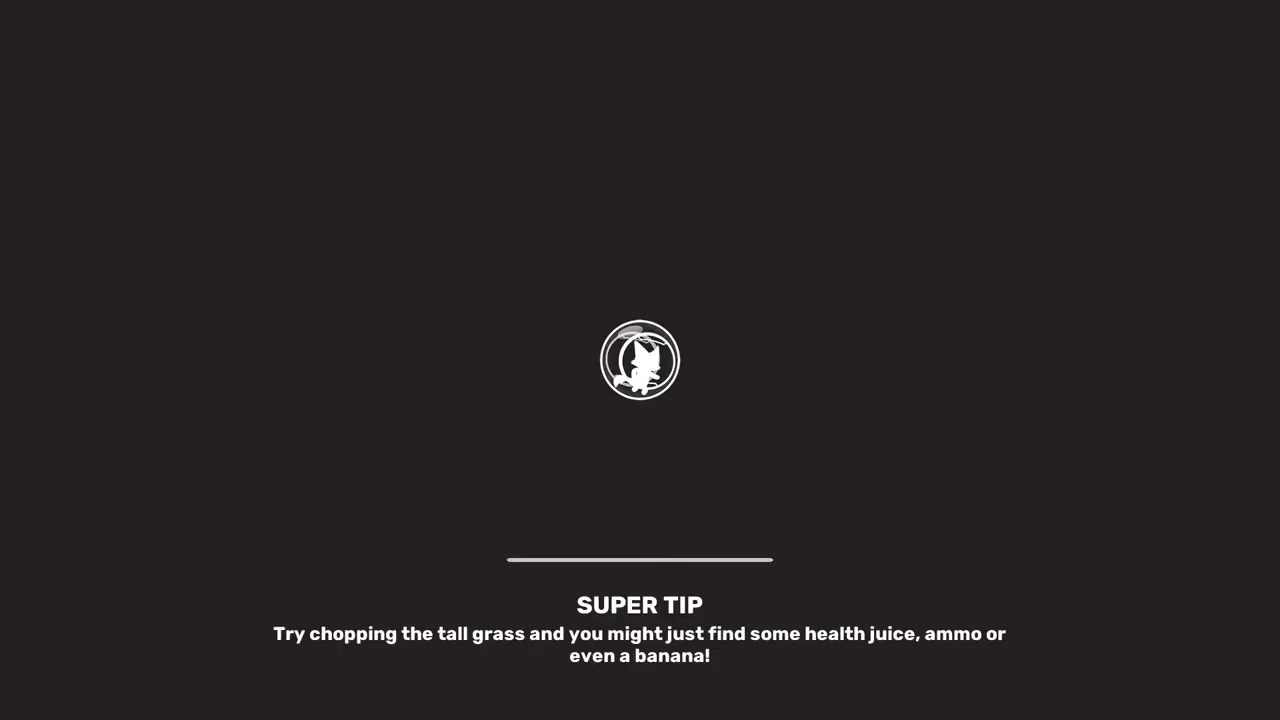 SUPER TIP
Try chopping the tall grass and you might just find some health juice, ammo or
even a banana!